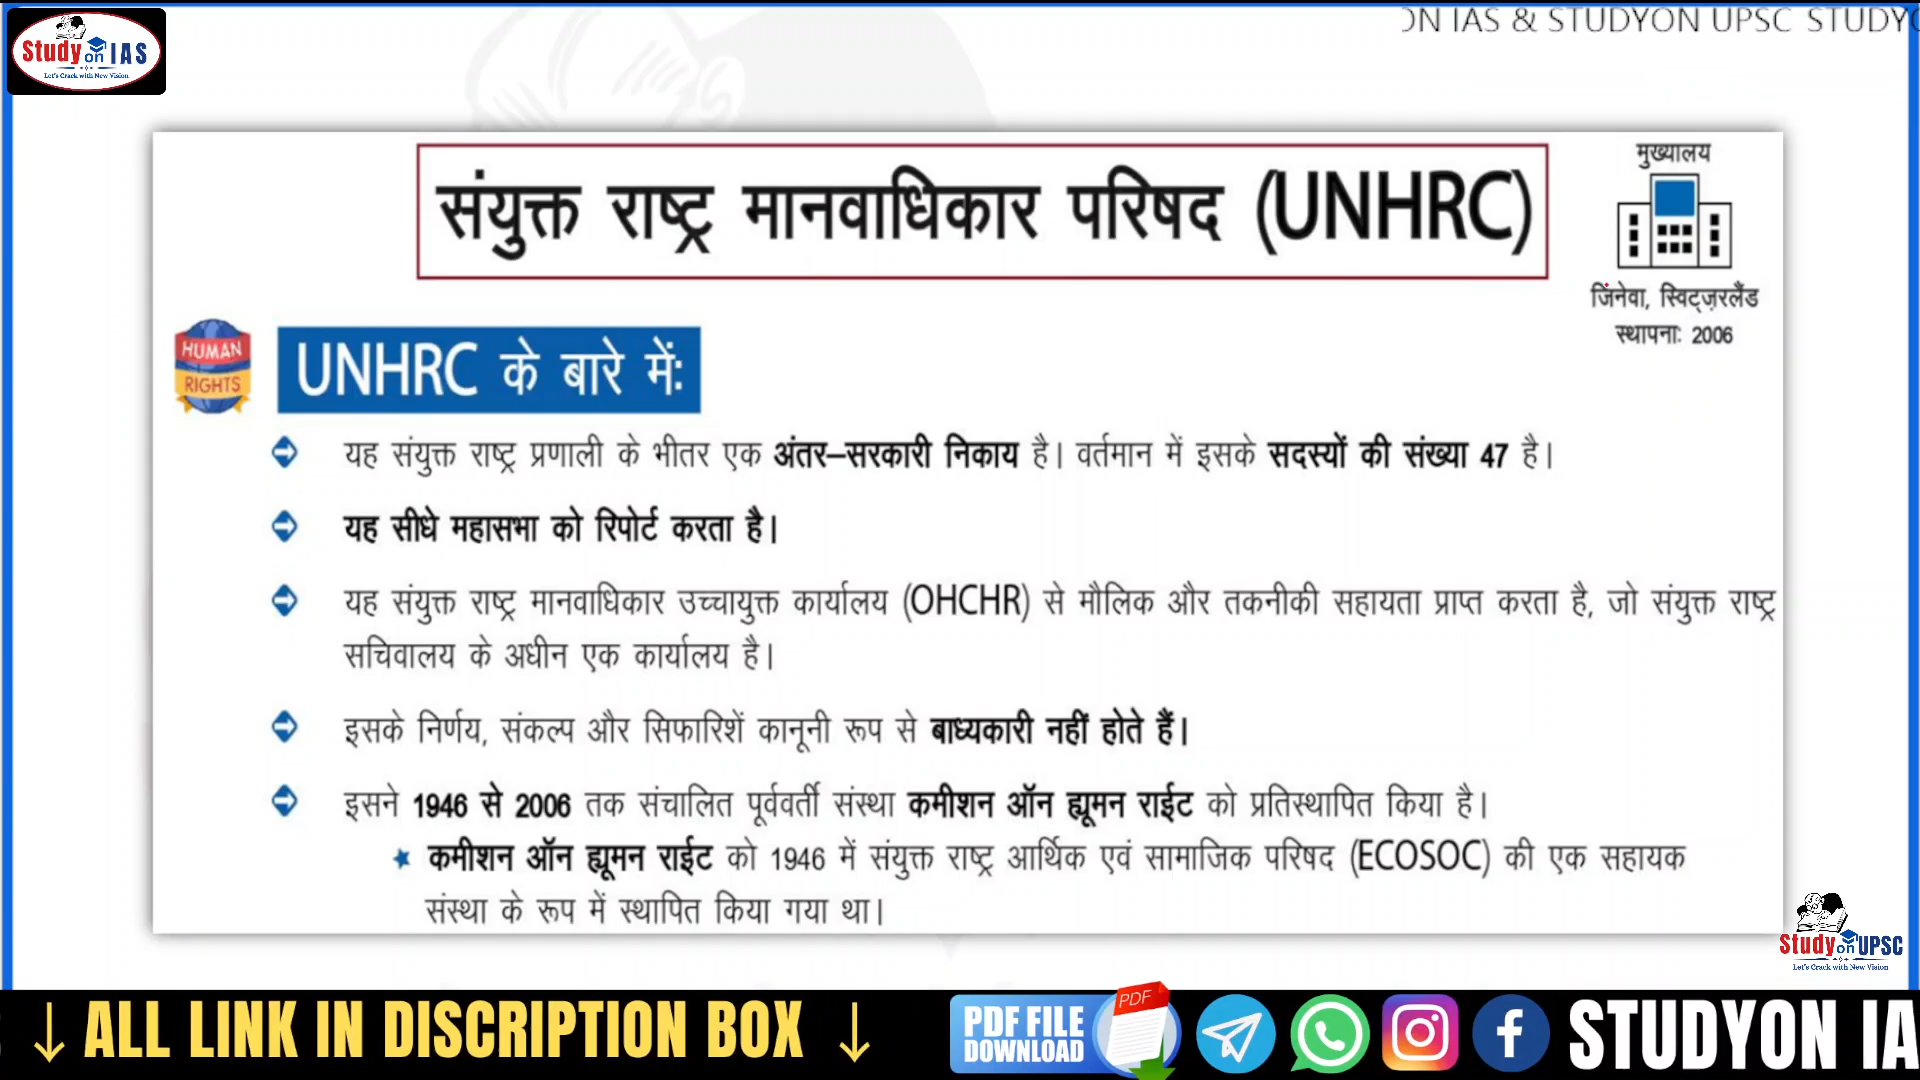 ON IAS & STUDYON UPSC STUDYO
Study on IAS
Let's Crack with New Vision
संयुक्त राष्ट्र मानवाधिकार परिषद (UNHRC)
मुख्यालय
जिनेवा, स्विट्ज़रलैंड
स्थापनाः 2006
HUMAN
RIGHTS
UNHRC के बारे में:
यह संयुक्त राष्ट्र प्रणाली के भीतर एक अंतर–सरकारी निकाय है। वर्तमान में इसके सदस्यों की संख्या 47 है।
यह सीधे महासभा को रिपोर्ट करता है।
यह संयुक्त राष्ट्र मानवाधिकार उच्चायुक्त कार्यालय (OHCHR) से मौलिक और तकनीकी सहायता प्राप्त करता है, जो संयुक्त राष्ट्र
सचिवालय के अधीन एक कार्यालय है।
इसके निर्णय, संकल्प और सिफारिशें कानूनी रूप से बाध्यकारी नहीं होते हैं।
इसने 1946 से 2006 तक संचालित पूर्ववर्ती संस्था कमीशन ऑन ह्यूमन राईट को प्रतिस्थापित किया है।
कमीशन ऑन ह्यूमन राईट को 1946 में संयुक्त राष्ट्र आर्थिक एवं सामाजिक परिषद (ECOSOC) की एक सहायक
संस्था के रूप में स्थापित किया गया था।
Study on UPSC
Let's Crack with New Vision
↓ ALL LINK IN DISCRIPTION BOX ↓
PDF FILE
DOWNLOAD
PDF
STUDYON IA